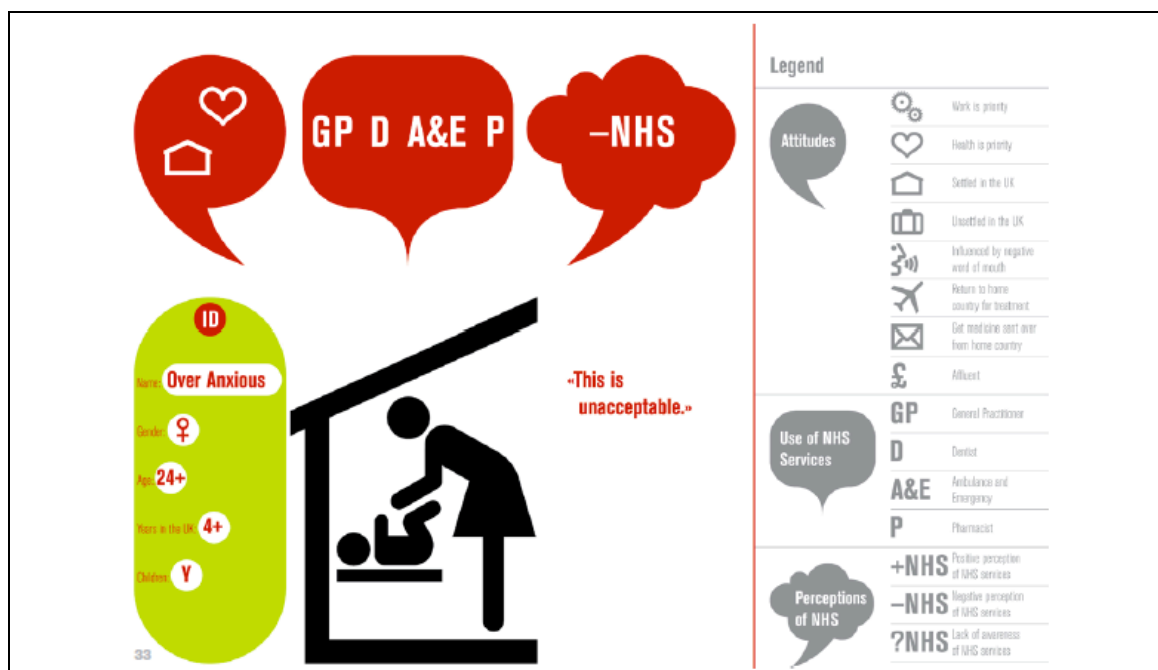 GP D A&E P
–NHS
ID
Name: Over Anxious
Gender: ♀
Age: 24+
Years in the UK: 4+
Children: Y
«This is
unacceptable.»
33
Legend
Attitudes
Work is priority
Health is priority
Settled in the UK
Unsettled in the UK
Influenced by negative
word of mouth
Return to home
country for treatment
Get medicine sent over
from home country
£ Affluent
Use of NHS
Services
GP General Practitioner
D Dentist
A&E Ambulance and
Emergency
P Pharmacist
Perceptions
of NHS
+NHS Positive perception
of NHS services
–NHS Negative perception
of NHS services
?NHS Lack of awareness
of NHS services